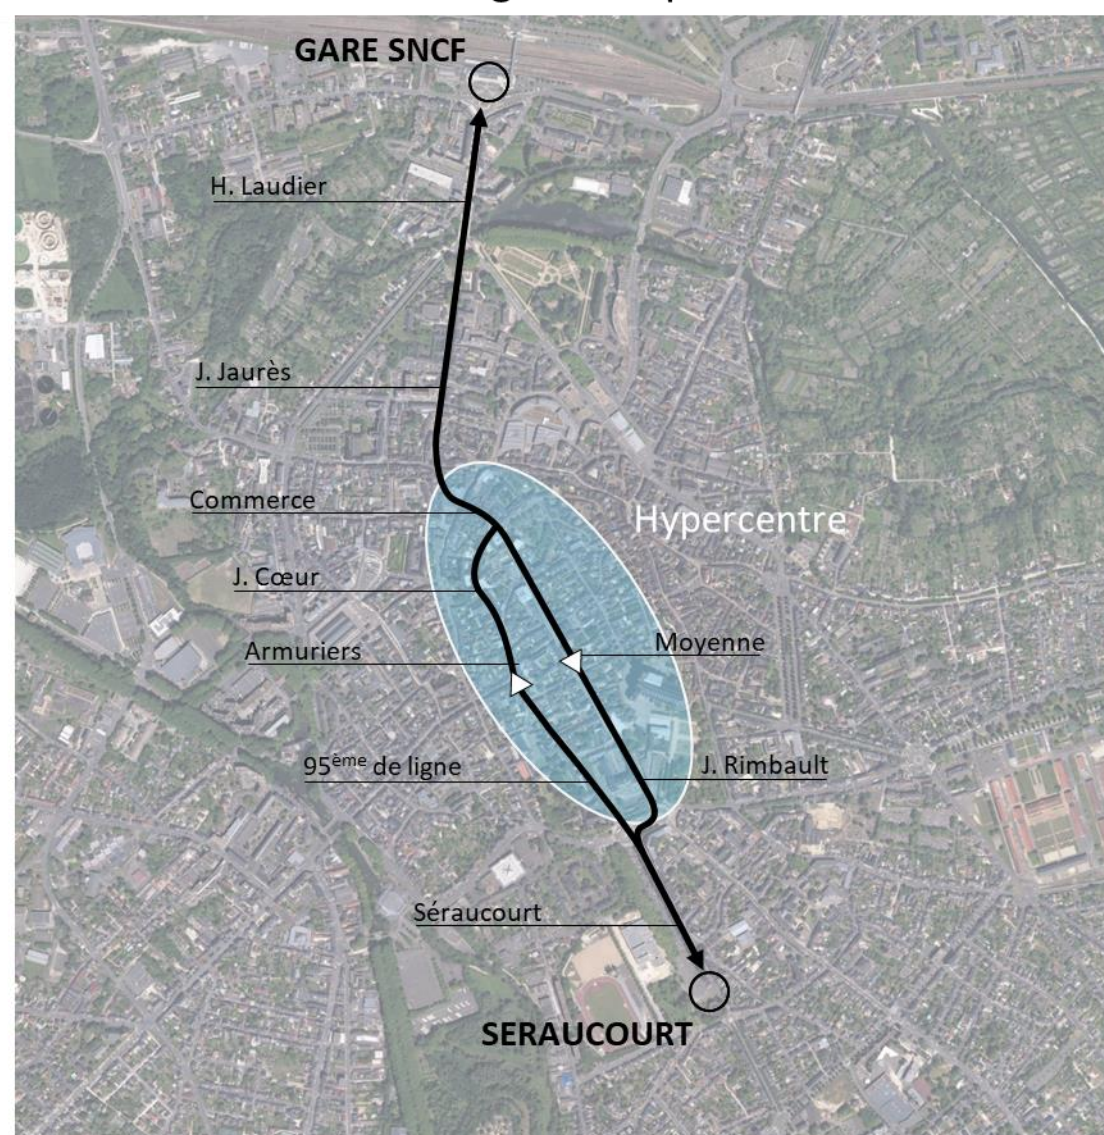 GARE SNCF
H. Laudier
J. Jaurès
Commerce
Hypercentre
J. Cœur
Moyenne
Armuriers
95ème de ligne
J. Rimbault
Séraucourt
SERAUCOURT